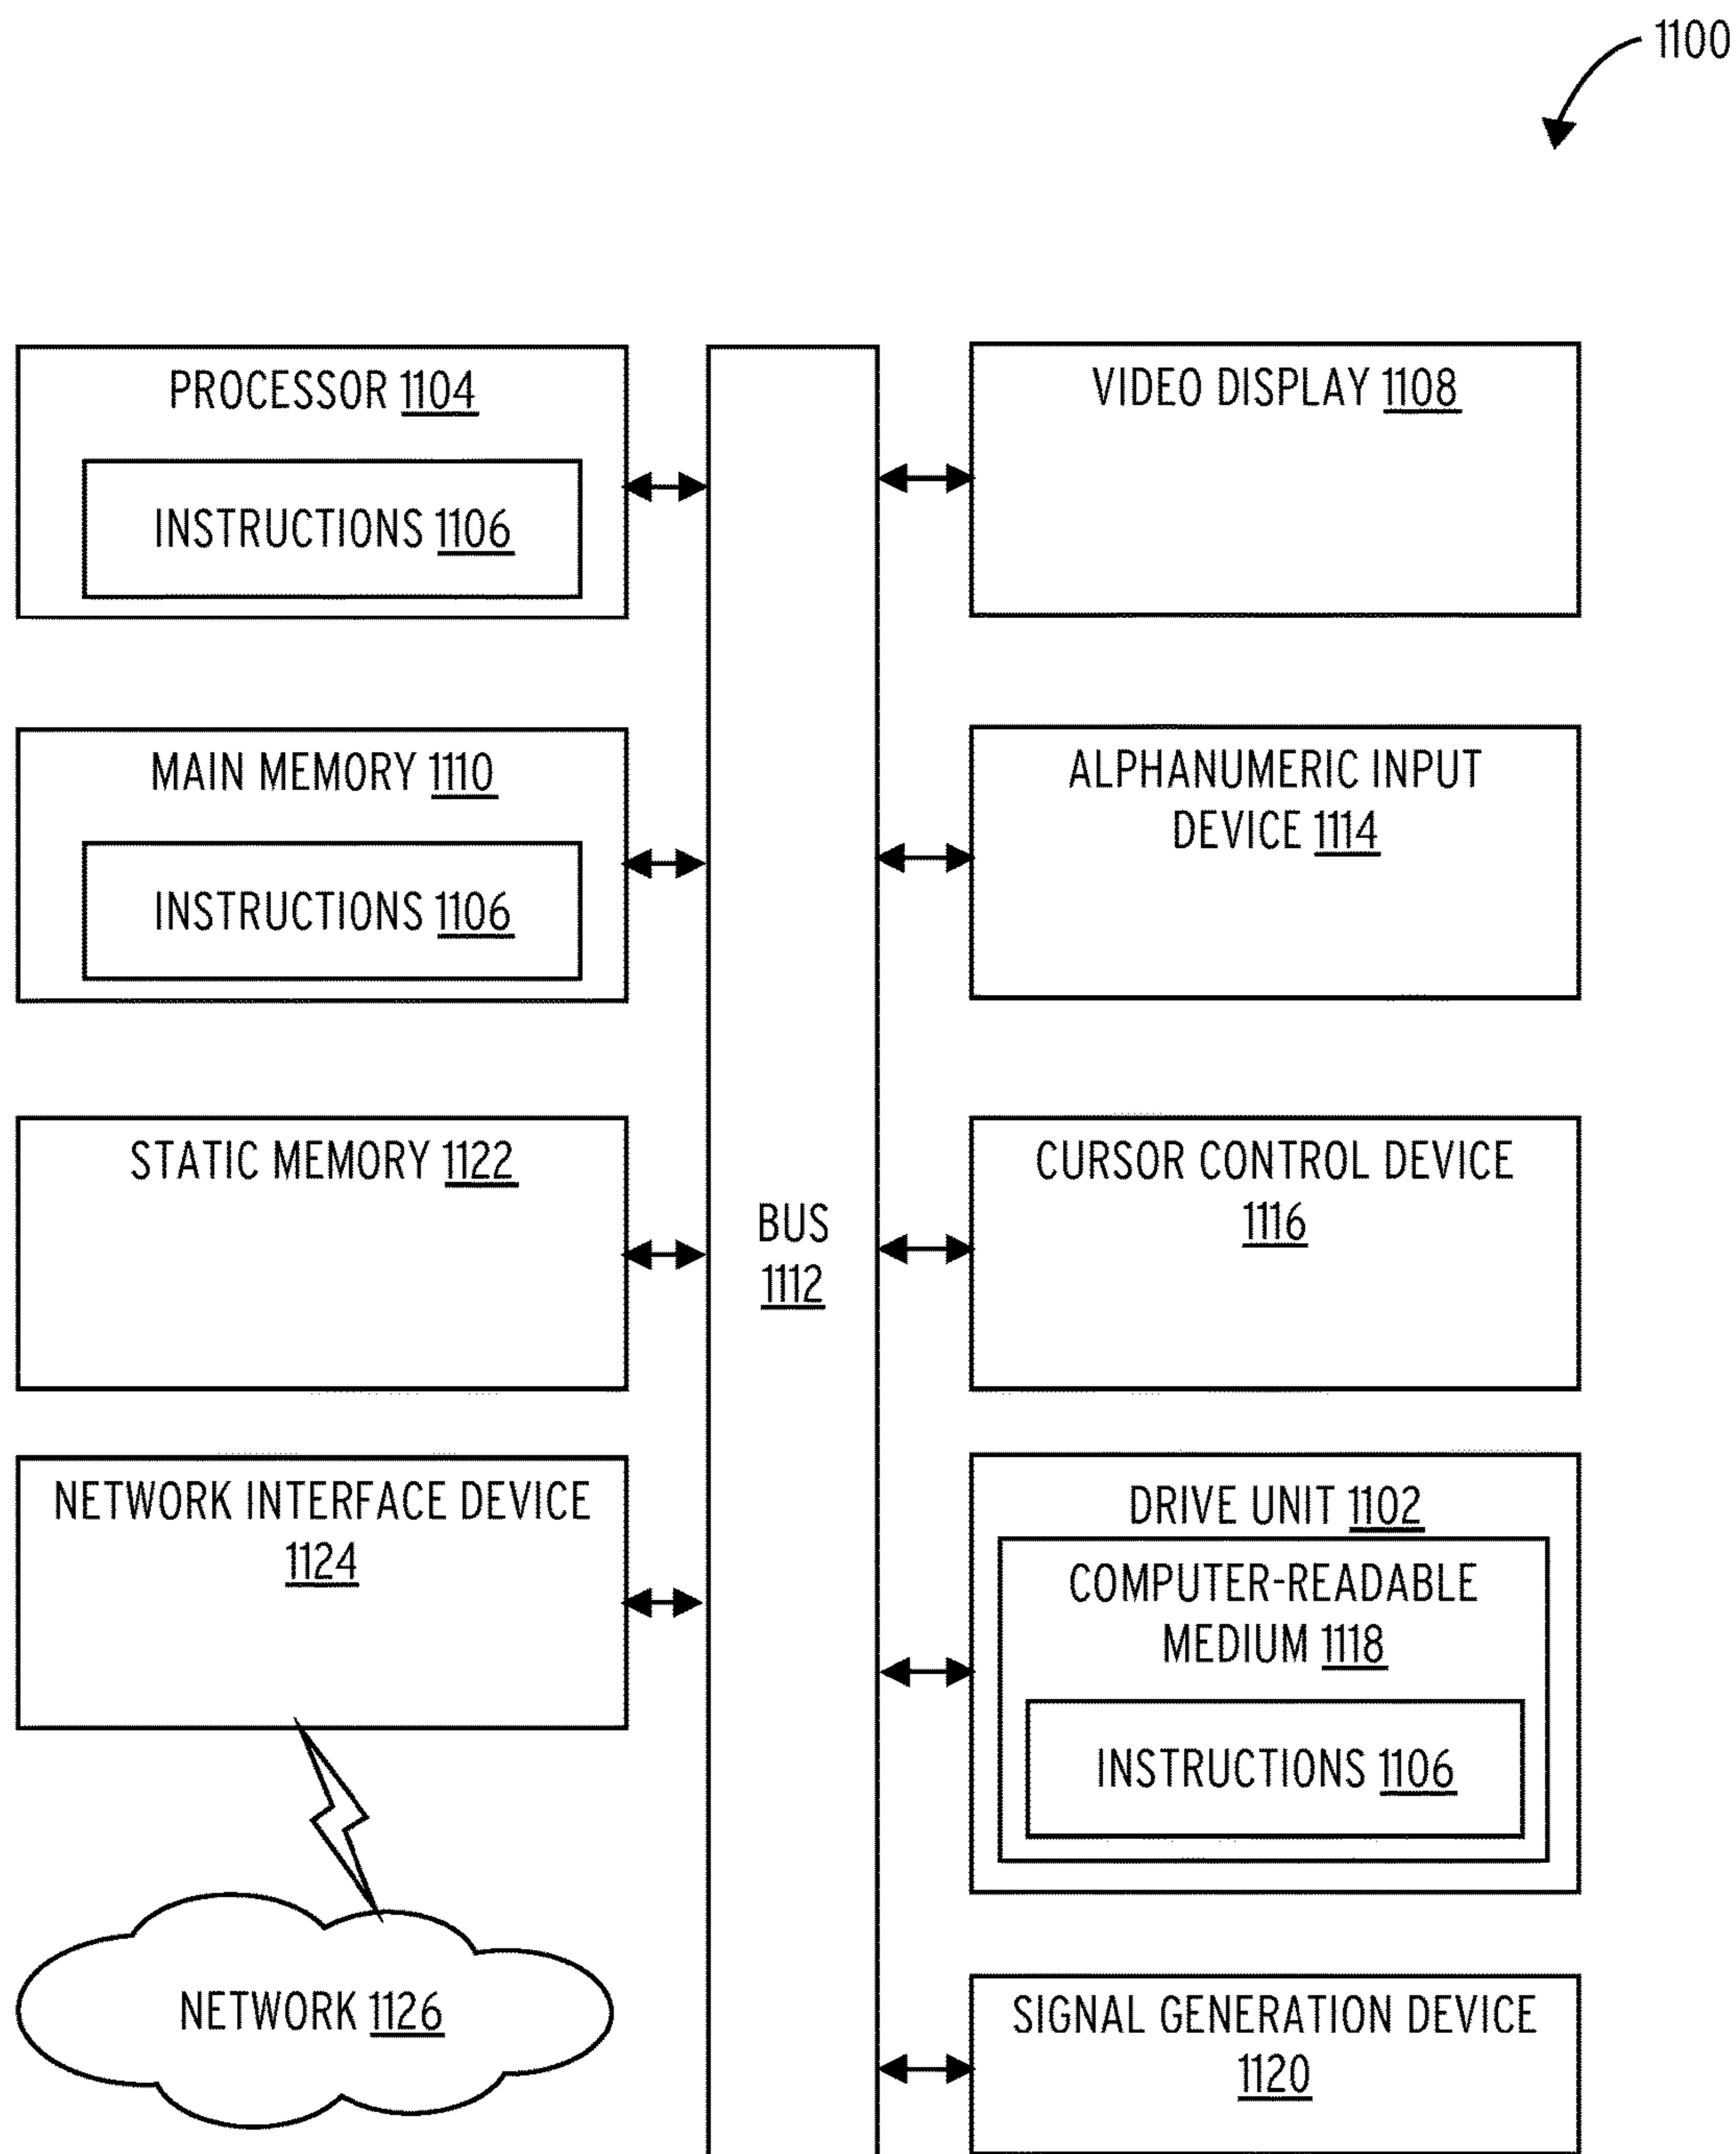 1100
PROCESSOR 1104
INSTRUCTIONS 1106
MAIN MEMORY 1110
INSTRUCTIONS 1106
STATIC MEMORY 1122
NETWORK INTERFACE DEVICE
1124
NETWORK 1126
BUS
1112
VIDEO DISPLAY 1108
ALPHANUMERIC INPUT
DEVICE 1114
CURSOR CONTROL DEVICE
1116
DRIVE UNIT 1102
COMPUTER-READABLE
MEDIUM 1118
INSTRUCTIONS 1106
SIGNAL GENERATION DEVICE
1120